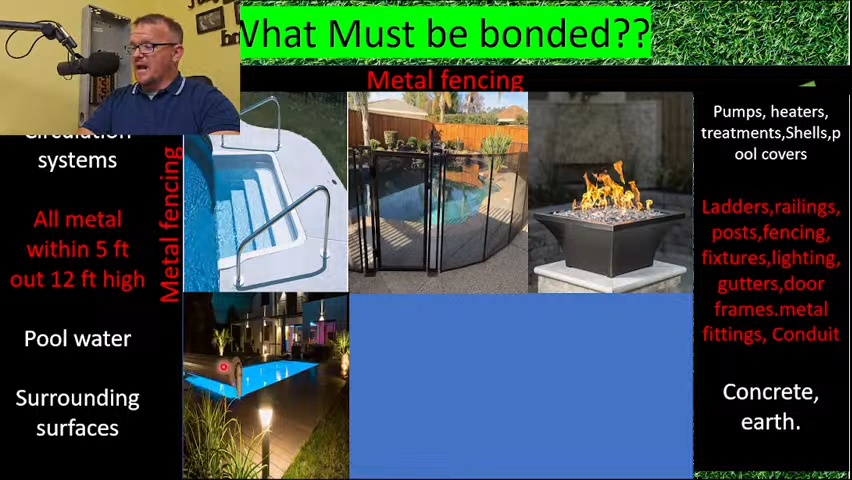 What Must be bonded??
Metal fencing
Circulation
systems
All metal
within 5 ft
out 12 ft high
Pool water
Surrounding
surfaces
Metal fencing
Pumps, heaters,
treatments,Shells,p
ool covers
Ladders,railings,
posts,fencing,
fixtures,lighting,
gutters,door
frames.metal
fittings, Conduit
Concrete,
earth.